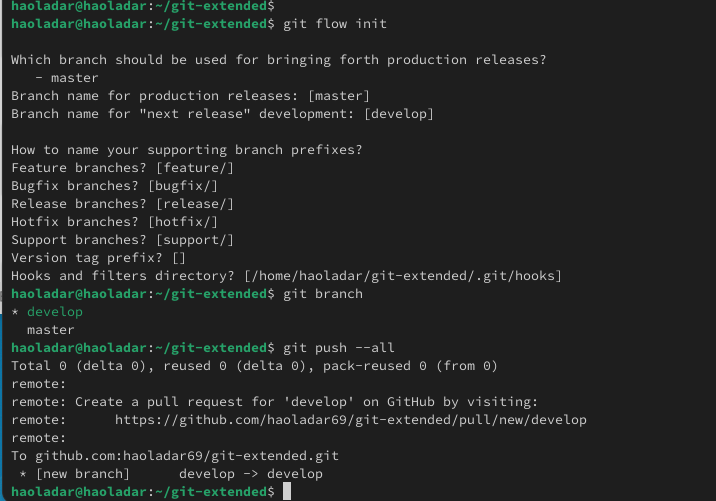 haoladar@haoladar:~/git-extended$
haoladar@haoladar:~/git-extended$ git flow init
Which branch should be used for bringing forth production releases?
   - master
Branch name for production releases: [master]
Branch name for "next release" development: [develop]
How to name your supporting branch prefixes?
Feature branches? [feature/]
Bugfix branches? [bugfix/]
Release branches? [release/]
Hotfix branches? [hotfix/]
Support branches? [support/]
Version tag prefix? []
Hooks and filters directory? [/home/haoladar/git-extended/.git/hooks]
haoladar@haoladar:~/git-extended$ git branch
* develop
  master
haoladar@haoladar:~/git-extended$ git push --all
Total 0 (delta 0), reused 0 (delta 0), pack-reused 0 (from 0)
remote:
remote: Create a pull request for 'develop' on GitHub by visiting:
remote:      https://github.com/haoladar69/git-extended/pull/new/develop
remote:
To github.com:haoladar69/git-extended.git
 * [new branch]      develop -> develop
haoladar@haoladar:~/git-extended$